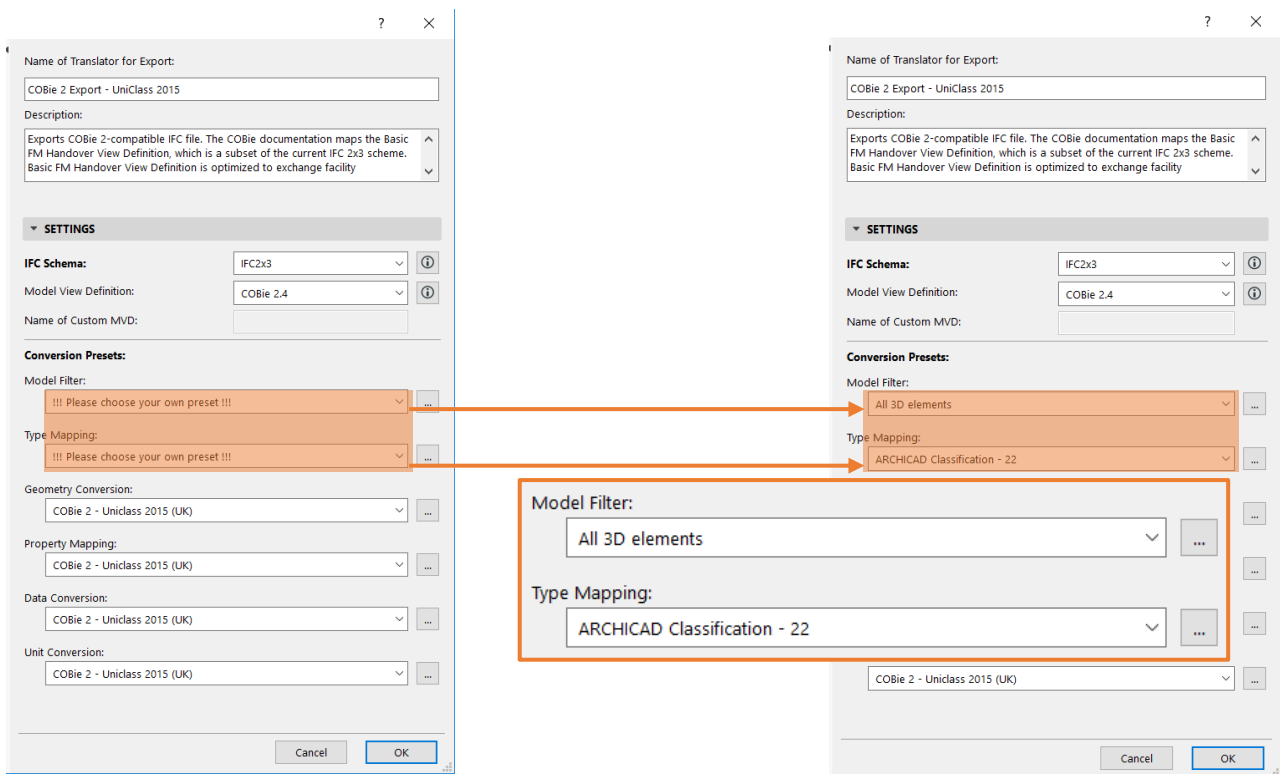 ?
Name of Translator for Export:
COBie 2 Export - UniClass 2015
Description:
Exports COBie 2-compatible IFC file. The COBie documentation maps the Basic
FM Handover View Definition, which is a subset of the current IFC 2x3 scheme.
Basic FM Handover View Definition is optimized to exchange facility
SETTINGS
IFC Schema:
IFC2x3
Model View Definition:
COBie 2.4
Name of Custom MVD:
Conversion Presets:
Model Filter:
!!! Please choose your own preset !!!
...
Type Mapping:
!!! Please choose your own preset !!!
...
Geometry Conversion:
COBie 2 - Uniclass 2015 (UK)
...
Property Mapping:
COBie 2 - Uniclass 2015 (UK)
...
Data Conversion:
COBie 2 - Uniclass 2015 (UK)
...
Unit Conversion:
COBie 2 - Uniclass 2015 (UK)
...
Cancel
OK
?
Name of Translator for Export:
COBie 2 Export - UniClass 2015
Description:
Exports COBie 2-compatible IFC file. The COBie documentation maps the Basic
FM Handover View Definition, which is a subset of the current IFC 2x3 scheme.
Basic FM Handover View Definition is optimized to exchange facility
SETTINGS
IFC Schema:
IFC2x3
Model View Definition:
COBie 2.4
Name of Custom MVD:
Conversion Presets:
Model Filter:
All 3D elements
...
Type Mapping:
ARCHICAD Classification - 22
...
Model Filter:
All 3D elements
...
Type Mapping:
ARCHICAD Classification - 22
...
...
...
...
COBie 2 - Uniclass 2015 (UK)
...
Cancel
OK